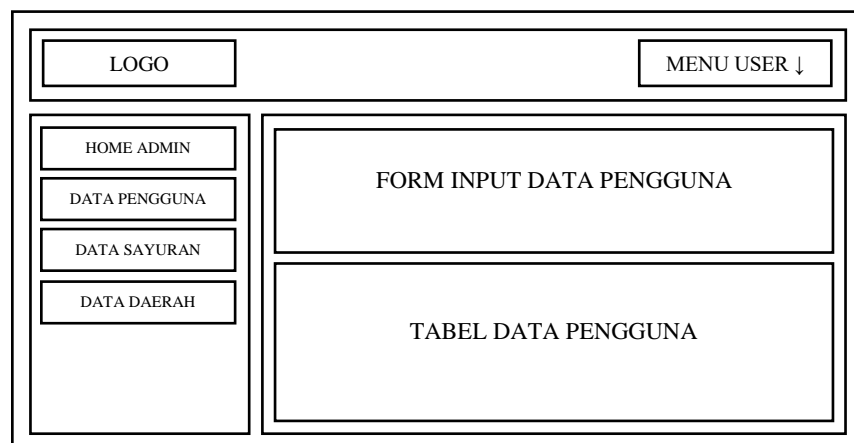 LOGO
MENU USER ↓
HOME ADMIN
DATA PENGGUNA
DATA SAYURAN
DATA DAERAH
FORM INPUT DATA PENGGUNA
TABEL DATA PENGGUNA